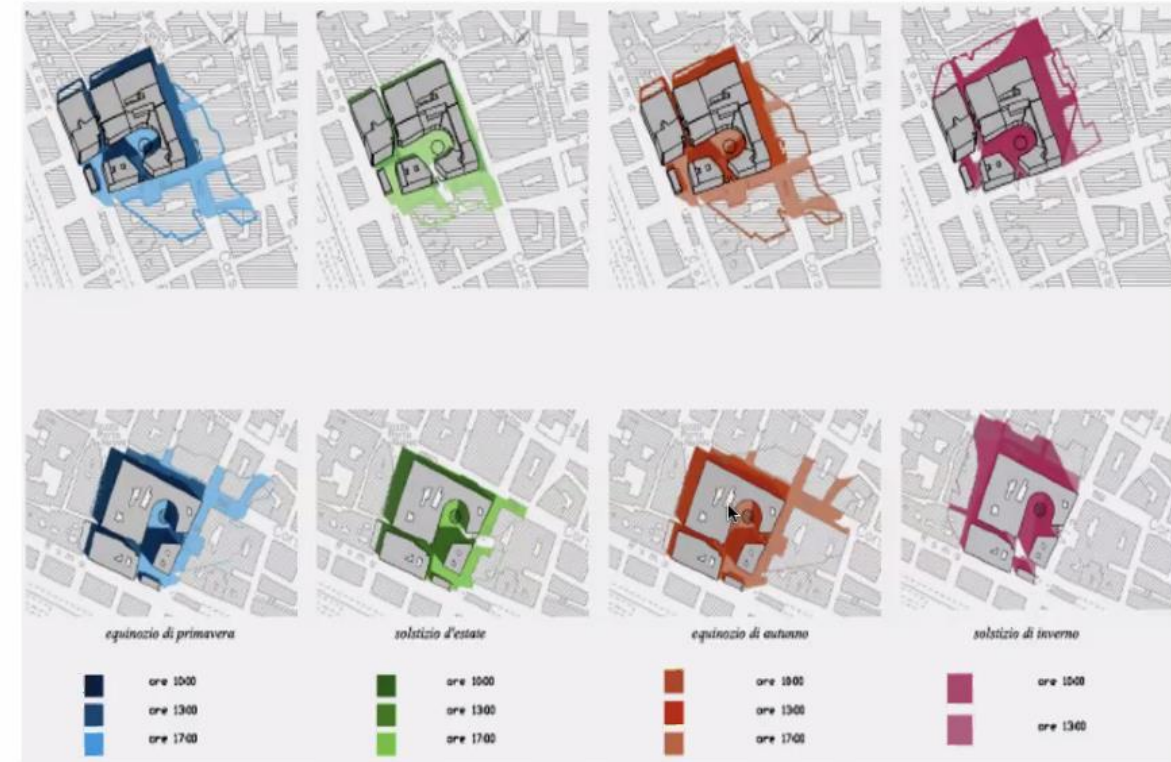 equinozio di primavera
solstizio d'estate
equinozio di autunno
solstizio di inverno
ore 10:00
ore 10:00
ore 10:00
ore 10:00
ore 13:00
ore 13:00
ore 13:00
ore 13:00
ore 17:00
ore 17:00
ore 17:00